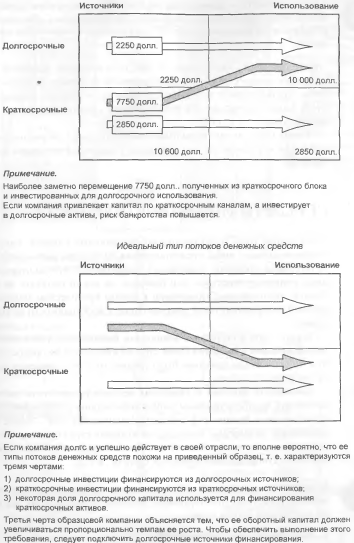 Источники Использование
Долгосрочные
2250 долл.
2250 долл. 10 000 долл.
7750 долл.
Краткосрочные
2850 долл.
10 600 долл. 2850 долл.
Примечание.
Наиболее заметно перемещение 7750 долл., полученных из краткосрочного блока
и инвестированных для долгосрочного использования.
Если компания привлекает капитал по краткосрочным каналам, а инвестирует
в долгосрочные активы, риск банкротства повышается.
Идеальный тип потоков денежных средств
Источники Использование
Долгосрочные
Краткосрочные
Примечание.
Если компания долго и успешно действует в своей отрасли, то вполне вероятно, что ее
типы потоков денежных средств похожи на приведенный образец, т. е. характеризуются
тремя чертами:
1) долгосрочные инвестиции финансируются из долгосрочных источников;
2) краткосрочные инвестиции финансируются из краткосрочных источников;
3) некоторая доля долгосрочного капитала используется для финансирования
краткосрочных активов.
Третья черта образцовой компании объясняется тем, что ее оборотный капитал должен
увеличиваться пропорционально темпам ее роста. Чтобы обеспечить выполнение этого
требования, следует подключить долгосрочные источники финансирования.